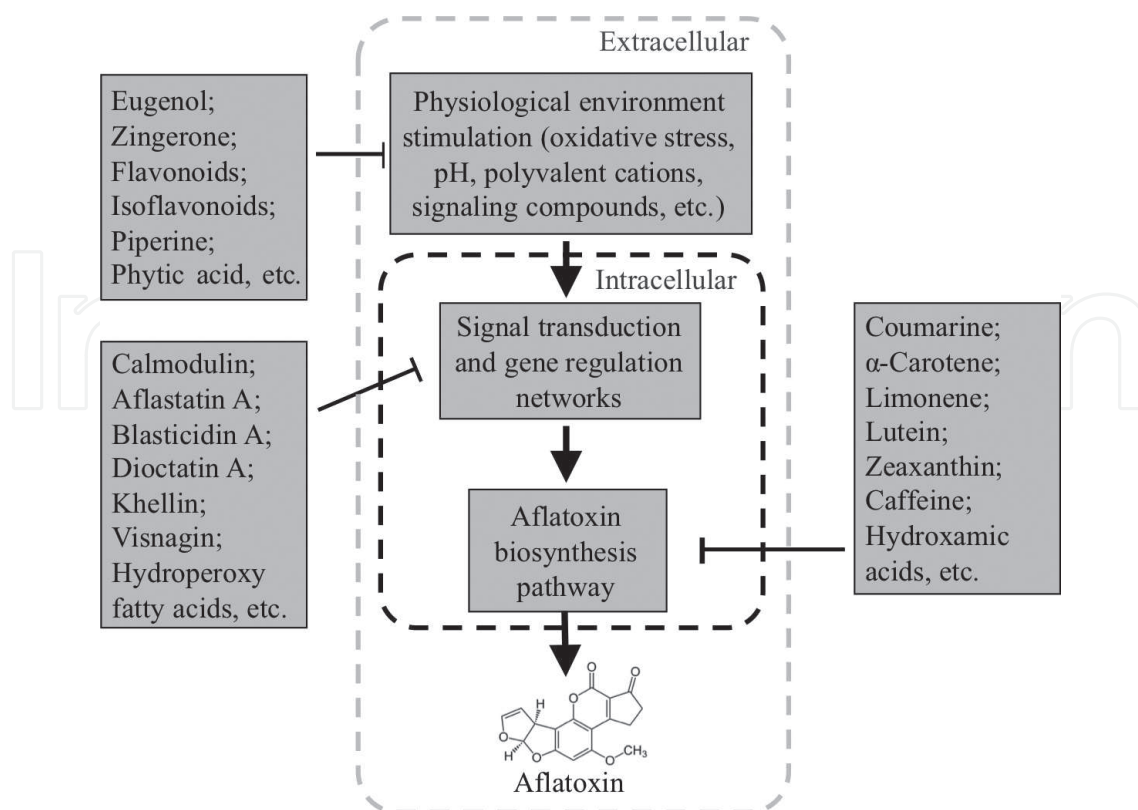 Extracellular
Eugenol;
Zingerone;
Flavonoids;
Isoflavonoids;
Piperine;
Phytic acid, etc.
Physiological environment
stimulation (oxidative stress,
pH, polyvalent cations,
signaling compounds, etc.)
Intracellular
Calmodulin;
Aflastatin A;
Blasticidin A;
Dioctatin A;
Khellin;
Visnagin;
Hydroperoxy
fatty acids, etc.
Signal transduction
and gene regulation
networks
Coumarine;
α-Carotene;
Limonene;
Lutein;
Zeaxanthin;
Caffeine;
Hydroxamic
acids, etc.
Aflatoxin
biosynthesis
pathway
O O
H O
O
H O O CH₃
Aflatoxin